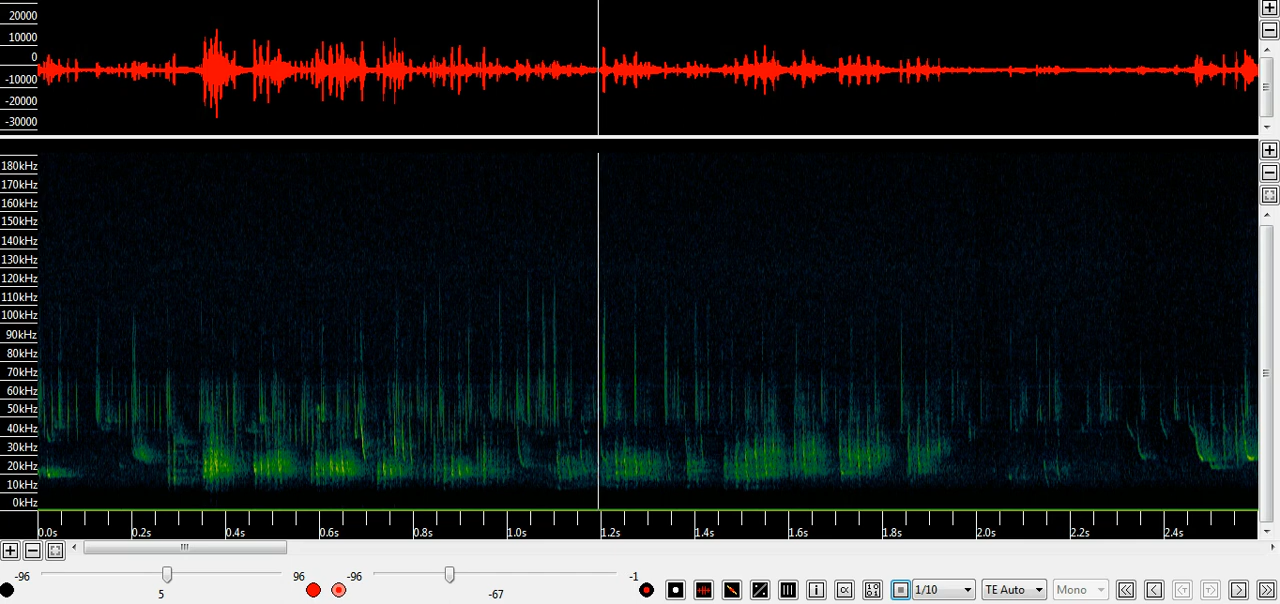 20000
10000
0
-10000
-20000
-30000
180kHz
170kHz
160kHz
150kHz
140kHz
130kHz
120kHz
110kHz
100kHz
90kHz
80kHz
70kHz
60kHz
50kHz
40kHz
30kHz
20kHz
10kHz
0kHz
0.0s 0.2s 0.4s 0.6s 0.8s 1.0s 1.2s 1.4s 1.6s 1.8s 2.0s 2.2s 2.4s
-96 96 -96 -1
5 -67
1/10 TE Auto Mono